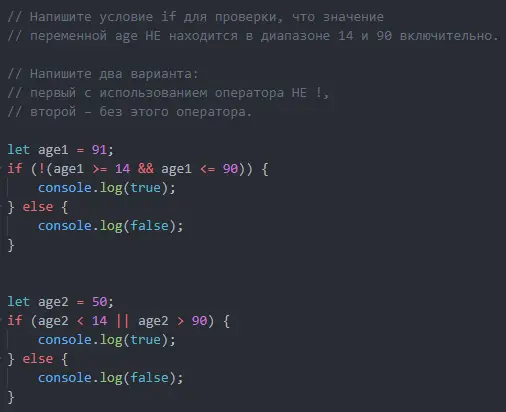 // Напишите условие if для проверки, что значение
// переменной age НЕ находится в диапазоне 14 и 90 включительно.
// Напишите два варианта:
// первый с использованием оператора НЕ !,
// второй – без этого оператора.
let age1 = 91;
if (!(age1 >= 14 && age1 <= 90)) {
    console.log(true);
} else {
    console.log(false);
}
let age2 = 50;
if (age2 < 14 || age2 > 90) {
    console.log(true);
} else {
    console.log(false);
}